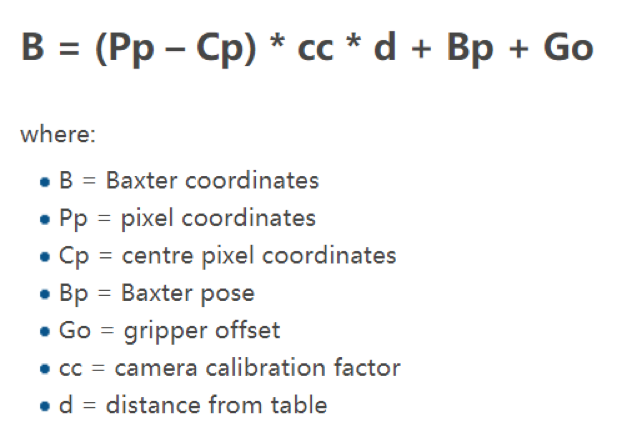 B = (Pp – Cp) * cc * d + Bp + Go
where:
• B = Baxter coordinates
• Pp = pixel coordinates
• Cp = centre pixel coordinates
• Bp = Baxter pose
• Go = gripper offset
• cc = camera calibration factor
• d = distance from table